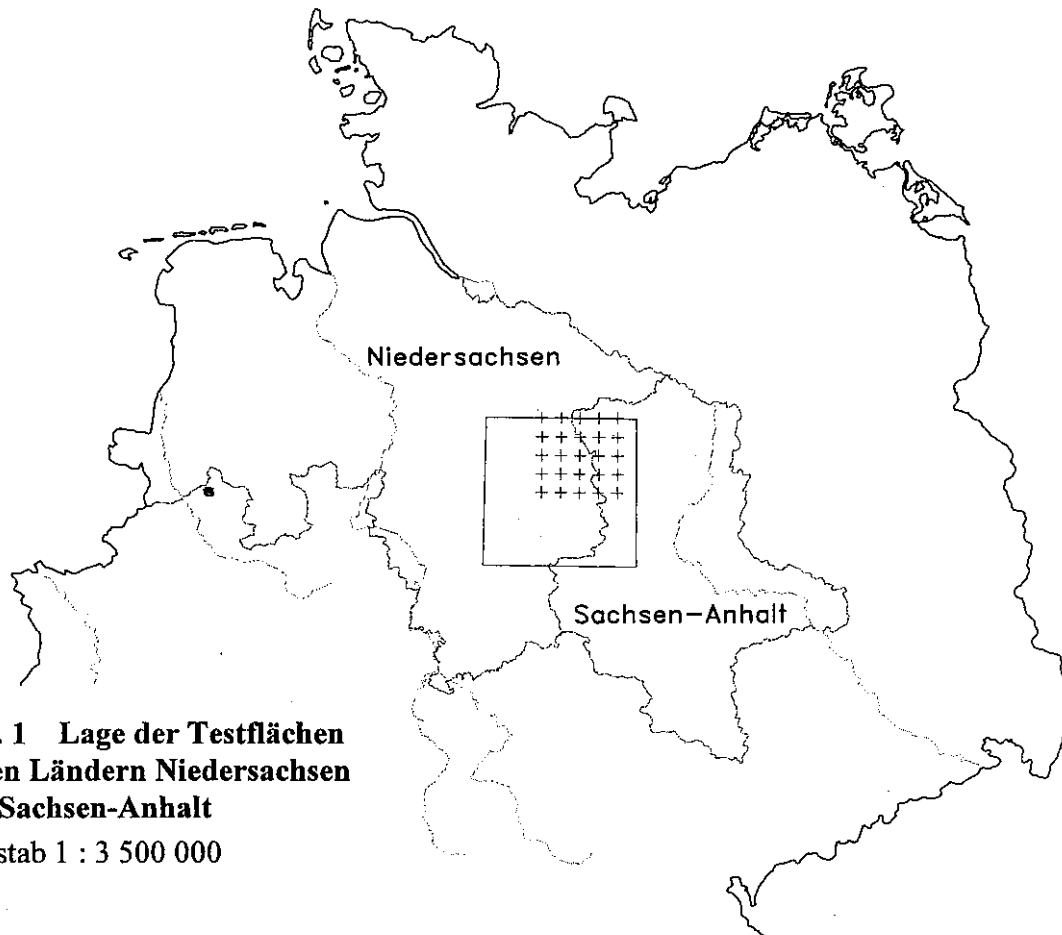 Niedersachsen
Sachsen-Anhalt
. 1 Lage der Testflächen
en Ländern Niedersachsen
Sachsen-Anhalt
stab 1 : 3 500 000